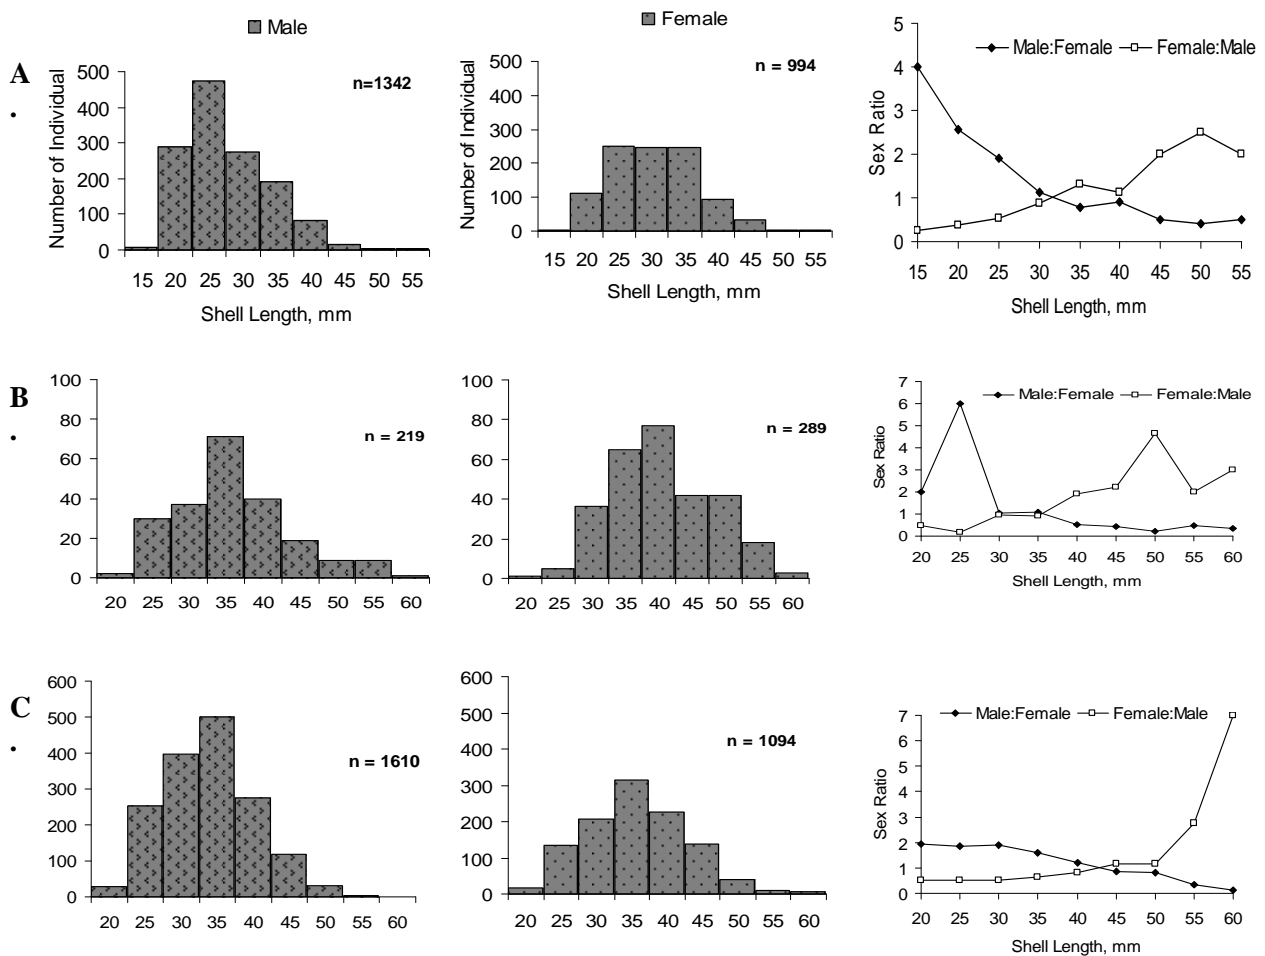 Male
Female
A
.
Number of Individual
500
400
300
200
100
0
n=1342
15 20 25 30 35 40 45 50 55
Shell Length, mm
Number of Individual
500
400
300
200
100
0
n = 994
15 20 25 30 35 40 45 50 55
Shell Length, mm
Sex Ratio
5
4
3
2
1
0
Male:Female Female:Male
15 20 25 30 35 40 45 50 55
Shell Length, mm
B
.
100
80
60
40
20
0
n = 219
20 25 30 35 40 45 50 55 60
100
80
60
40
20
0
n = 289
20 25 30 35 40 45 50 55 60
Sex Ratio
7
6
5
4
3
2
1
0
Male:Female Female:Male
20 25 30 35 40 45 50 55 60
Shell Length, mm
C
.
600
500
400
300
200
100
0
n = 1610
20 25 30 35 40 45 50 55 60
600
500
400
300
200
100
0
n = 1094
20 25 30 35 40 45 50 55 60
Sex Ratio
7
6
5
4
3
2
1
0
Male:Female Female:Male
20 25 30 35 40 45 50 55 60
Shell Length, mm